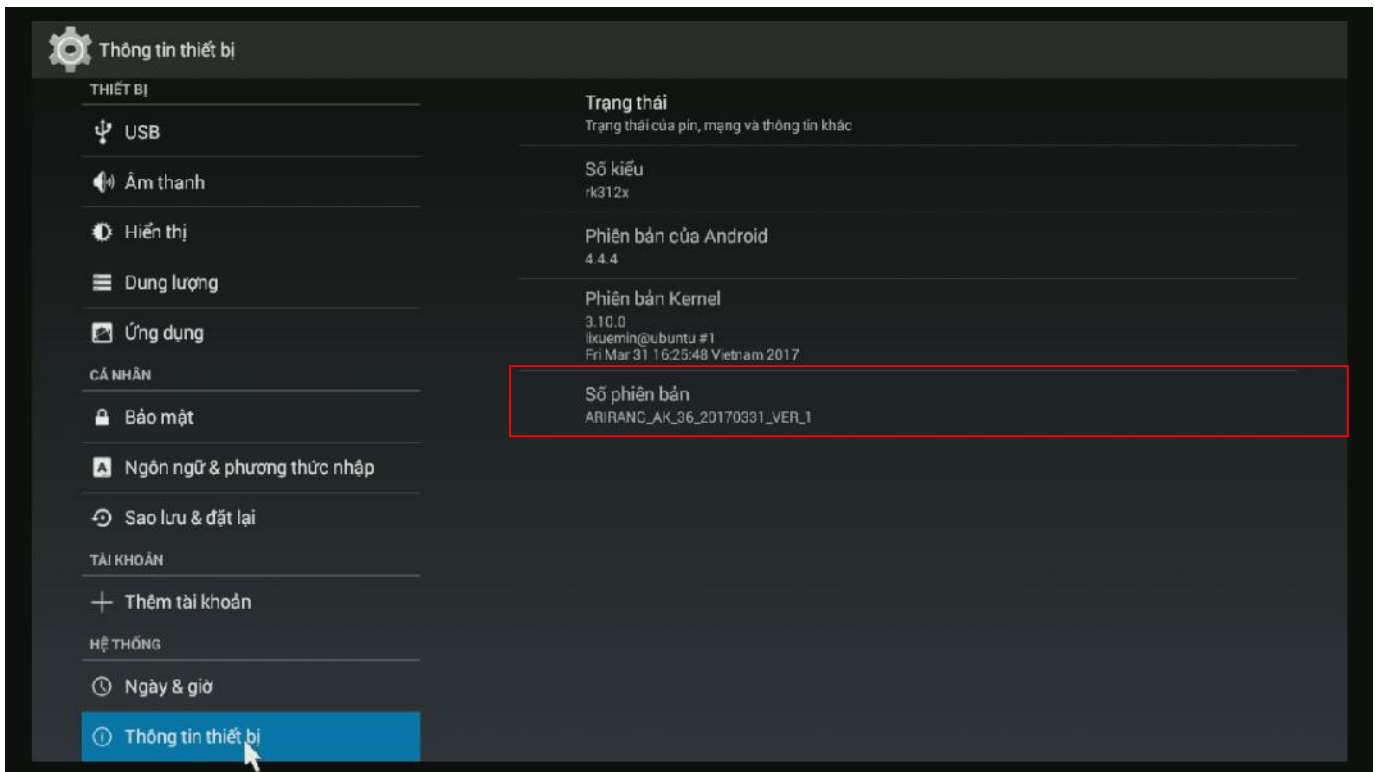 Thông tin thiết bị
THIẾT BỊ
USB
Âm thanh
Hiển thị
Dung lượng
Ứng dụng
CÁ NHÂN
Bảo mật
Ngôn ngữ & phương thức nhập
Sao lưu & đặt lại
TÀI KHOẢN
Thêm tài khoản
HỆ THỐNG
Ngày & giờ
Thông tin thiết bị
Trạng thái
Trạng thái của pin, mạng và thông tin khác
Số kiểu
rk312x
Phiên bản của Android
4.4.4
Phiên bản Kernel
3.10.0
lixuemin@ubuntu #1
Fri Mar 31 16:25:48 Vietnam 2017
Số phiên bản
ARIRANG_AK_36_20170331_VER_1